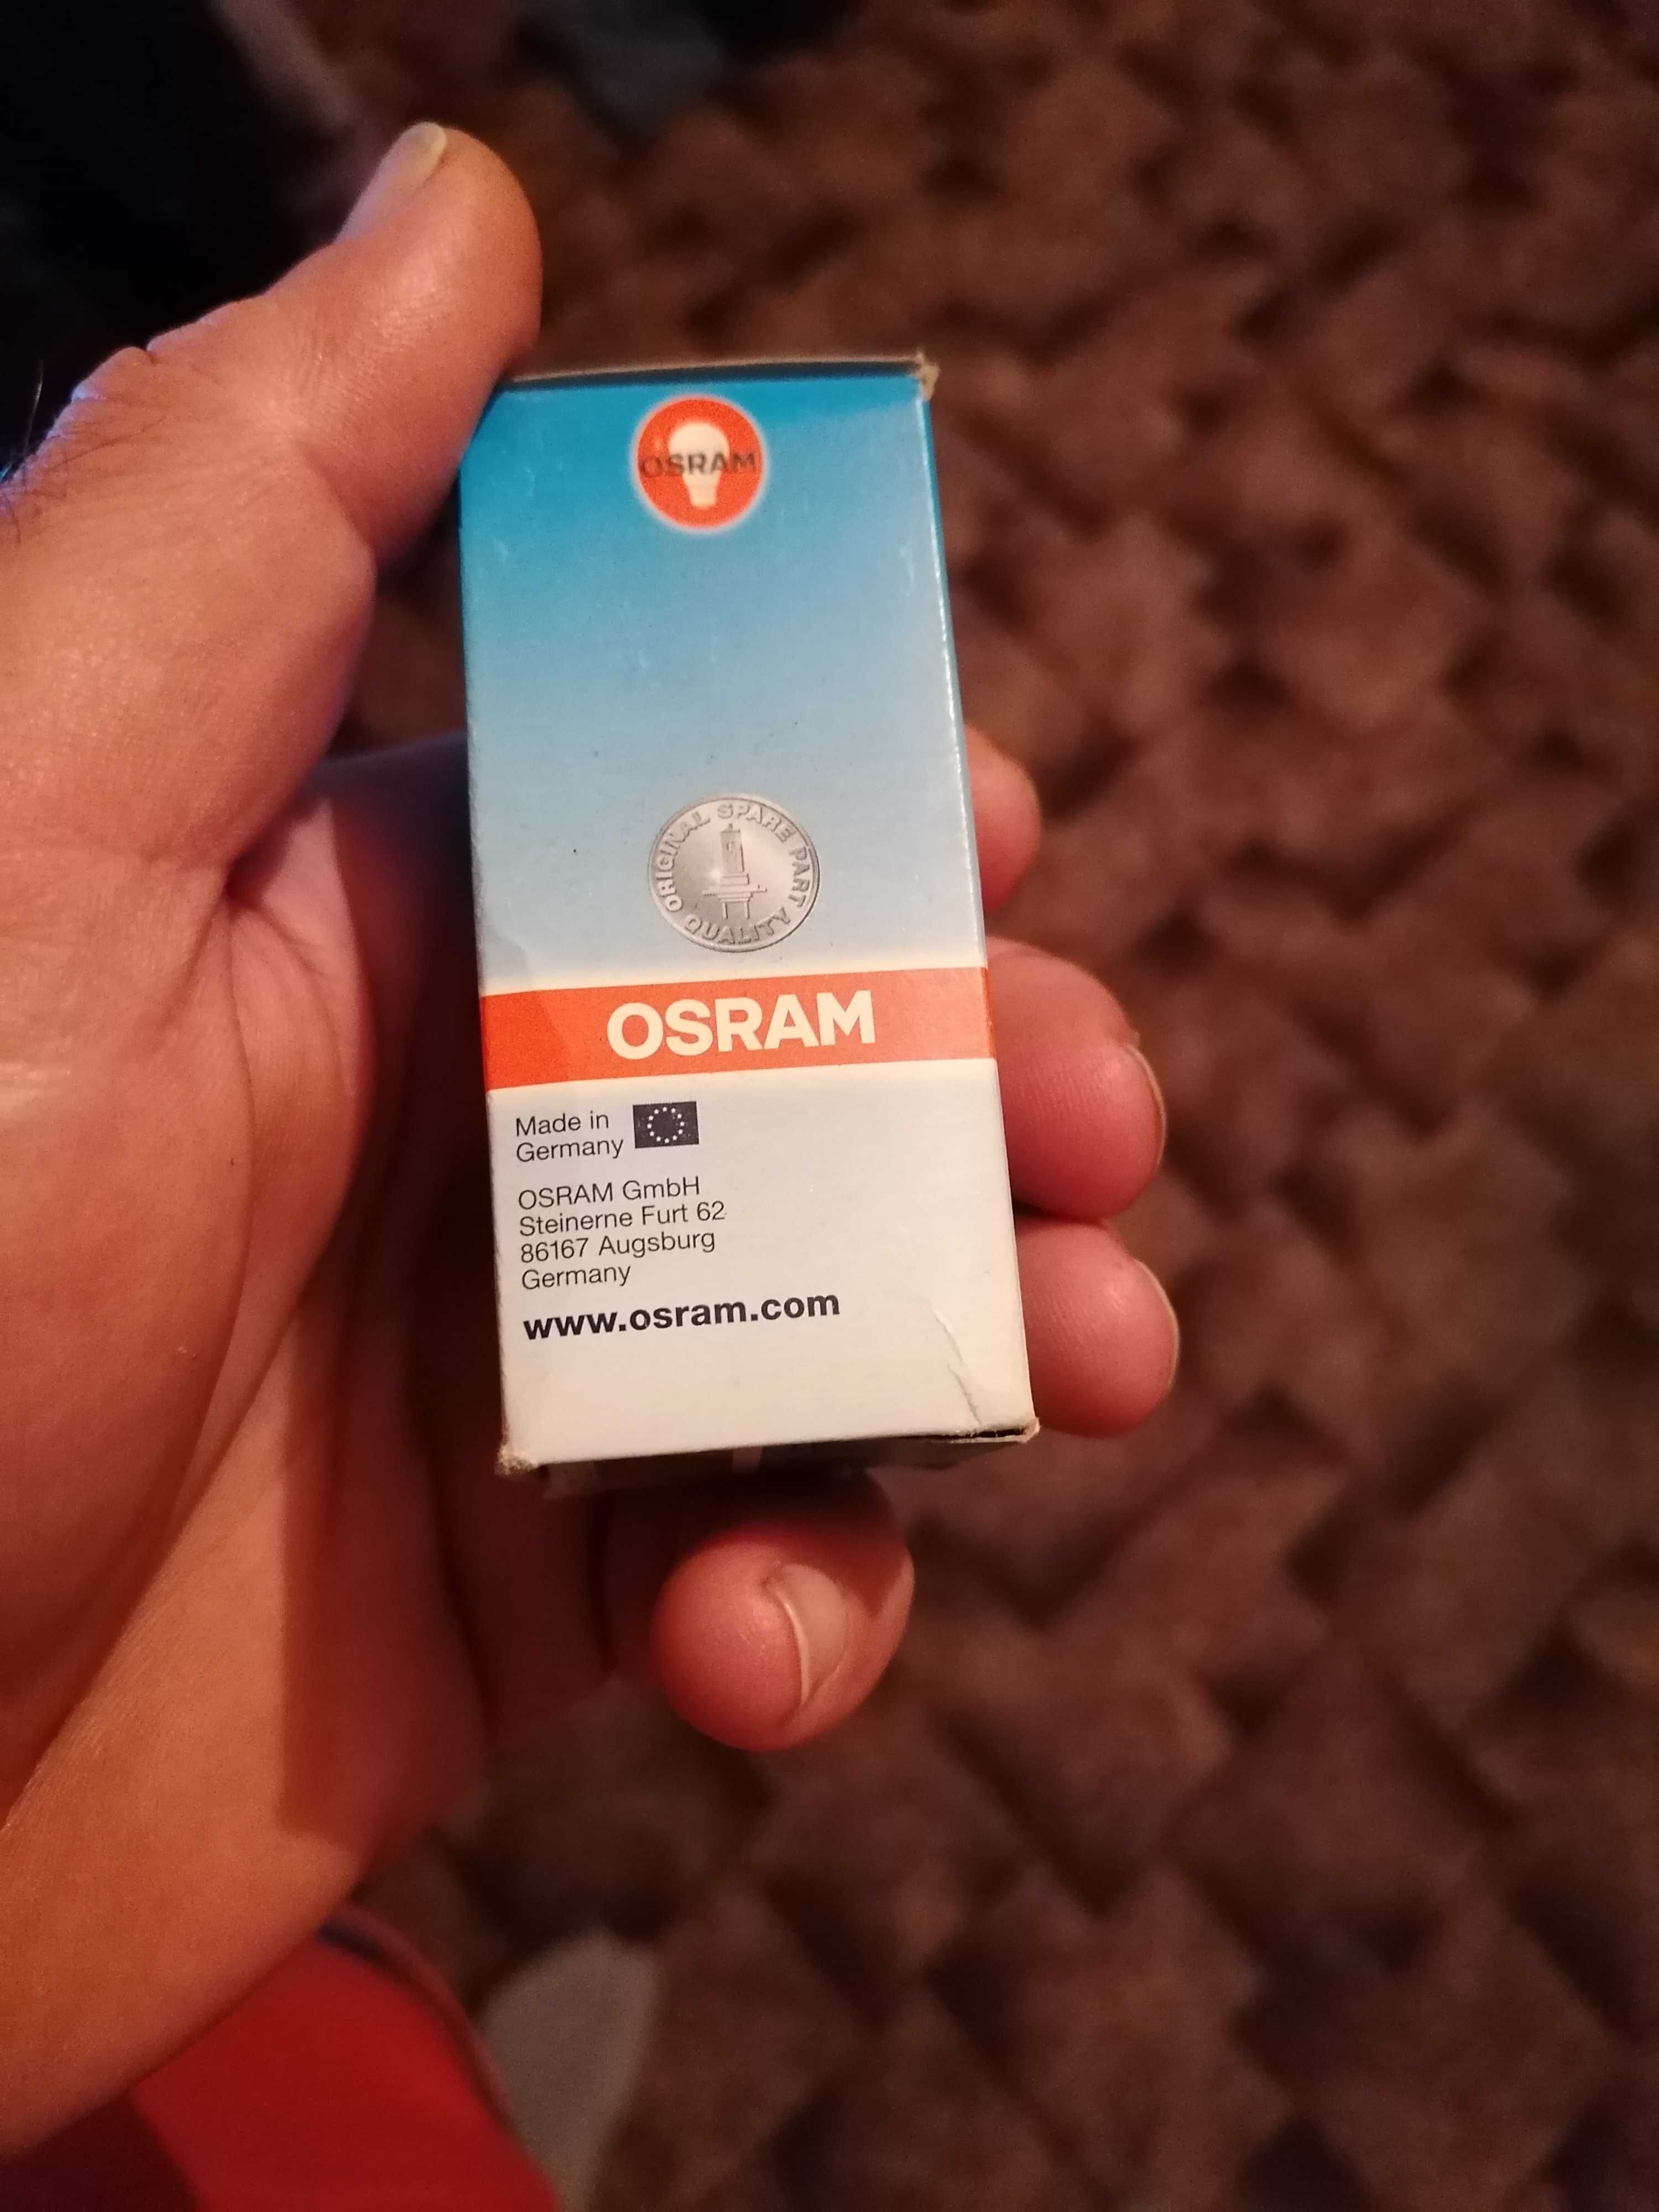 OSRAM
ORIGINAL SPARE PART
QUALITY
OSRAM
Made in
Germany
OSRAM GmbH
Steinerne Furt 62
86167 Augsburg
Germany
www.osram.com